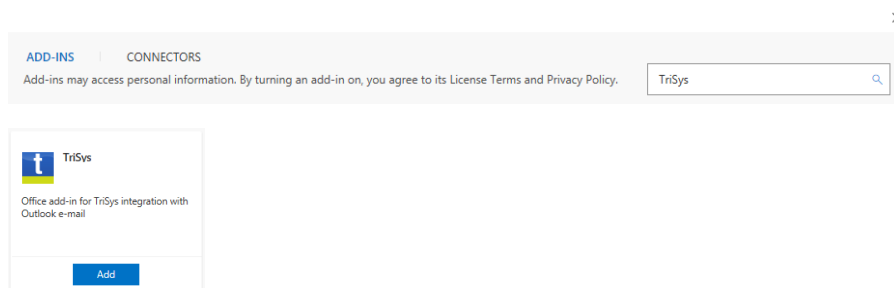 ADD-INS CONNECTORS
Add-ins may access personal information. By turning an add-in on, you agree to its License Terms and Privacy Policy.
TriSys
t
TriSys
Office add-in for TriSys integration with
Outlook e-mail
Add